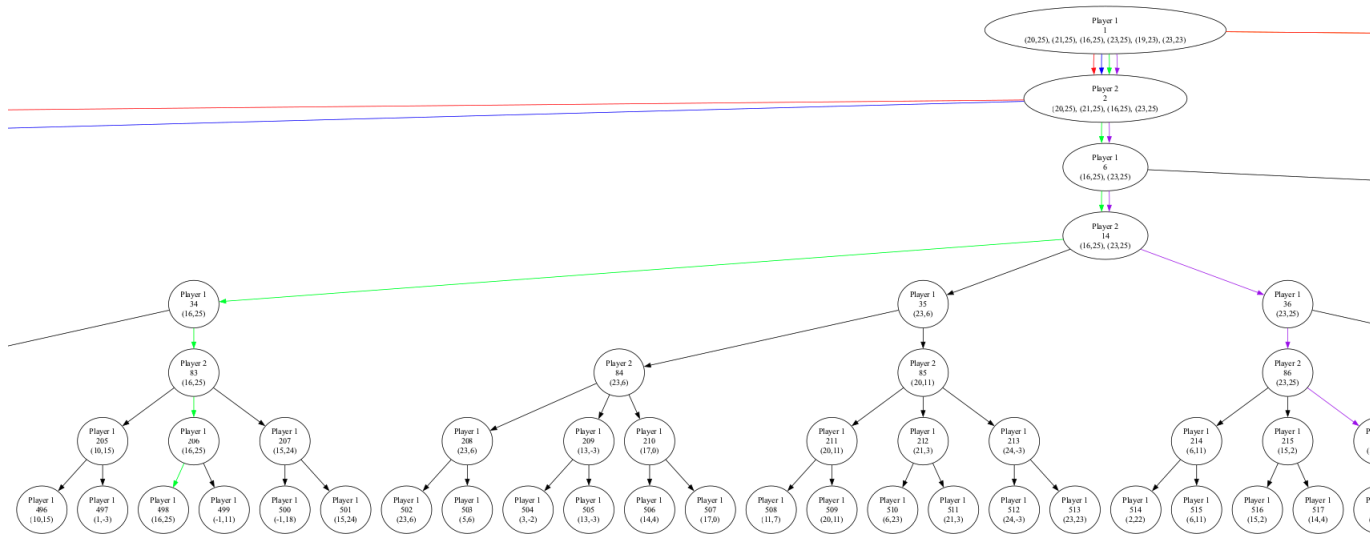 Player 1
1
(20,25), (21,25), (16,25), (23,25), (19,23), (23,23)
Player 2
2
(20,25), (21,25), (16,25), (23,25)
Player 1
6
(16,25), (23,25)
Player 2
14
(16,25), (23,25)
Player 1
34
(16,25)
Player 1
35
(23,6)
Player 1
36
(23,25)
Player 2
83
(16,25)
Player 2
84
(23,6)
Player 2
85
(20,11)
Player 2
86
(23,25)
Player 1
205
(10,15)
Player 1
206
(16,25)
Player 1
207
(15,24)
Player 1
208
(23,6)
Player 1
209
(13,-3)
Player 1
210
(17,0)
Player 1
211
(20,11)
Player 1
212
(21,3)
Player 1
213
(24,-3)
Player 1
214
(6,11)
Player 1
215
(15,2)
Player 1
496
(10,15)
Player 1
497
(1,-3)
Player 1
498
(16,25)
Player 1
499
(-1,11)
Player 1
500
(-1,18)
Player 1
501
(15,24)
Player 1
502
(23,6)
Player 1
503
(5,6)
Player 1
504
(3,-2)
Player 1
505
(13,-3)
Player 1
506
(14,4)
Player 1
507
(17,0)
Player 1
508
(11,7)
Player 1
509
(20,11)
Player 1
510
(6,23)
Player 1
511
(21,3)
Player 1
512
(24,-3)
Player 1
513
(23,23)
Player 1
514
(2,22)
Player 1
515
(6,11)
Player 1
516
(15,2)
Player 1
517
(14,4)